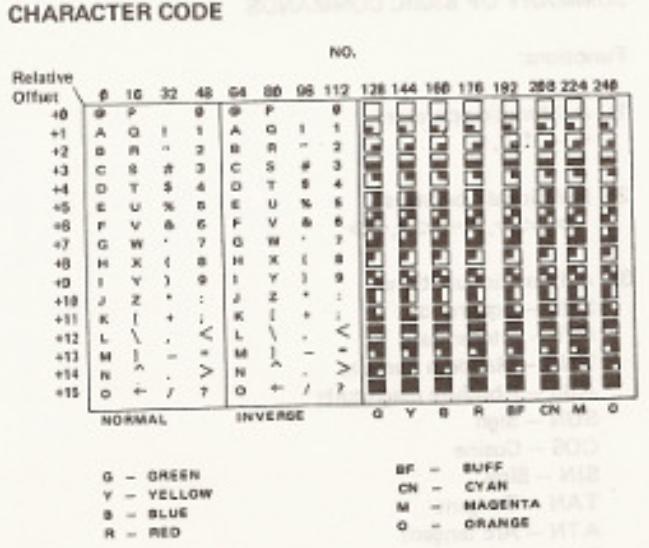 CHARACTER CODE
NO.
Relative
Offset 0 16 32 48 64 80 96 112 128 144 160 176 192 208 224 240
+0 @ P 0 @ P 0
+1 A Q ! 1 A Q ! 1
+2 B R " 2 B R " 2
+3 C S # 3 C S # 3
+4 D T $ 4 D T $ 4
+5 E U % 5 E U % 5
+6 F V & 6 F V & 6
+7 G W ' 7 G W ' 7
+8 H X ( 8 H X ( 8
+9 I Y ) 9 I Y ) 9
+10 J Z * : J Z * :
+11 K [ + ; K [ + ;
+12 L \ , < L \ , <
+13 M ] – = M ] – =
+14 N ^ . > N ^ . >
+15 O ← / ? O ← / ?
NORMAL INVERSE G Y B R BF CN M O
G – GREEN BF – BUFF
Y – YELLOW CN – CYAN
B – BLUE M – MAGENTA
R – RED O – ORANGE